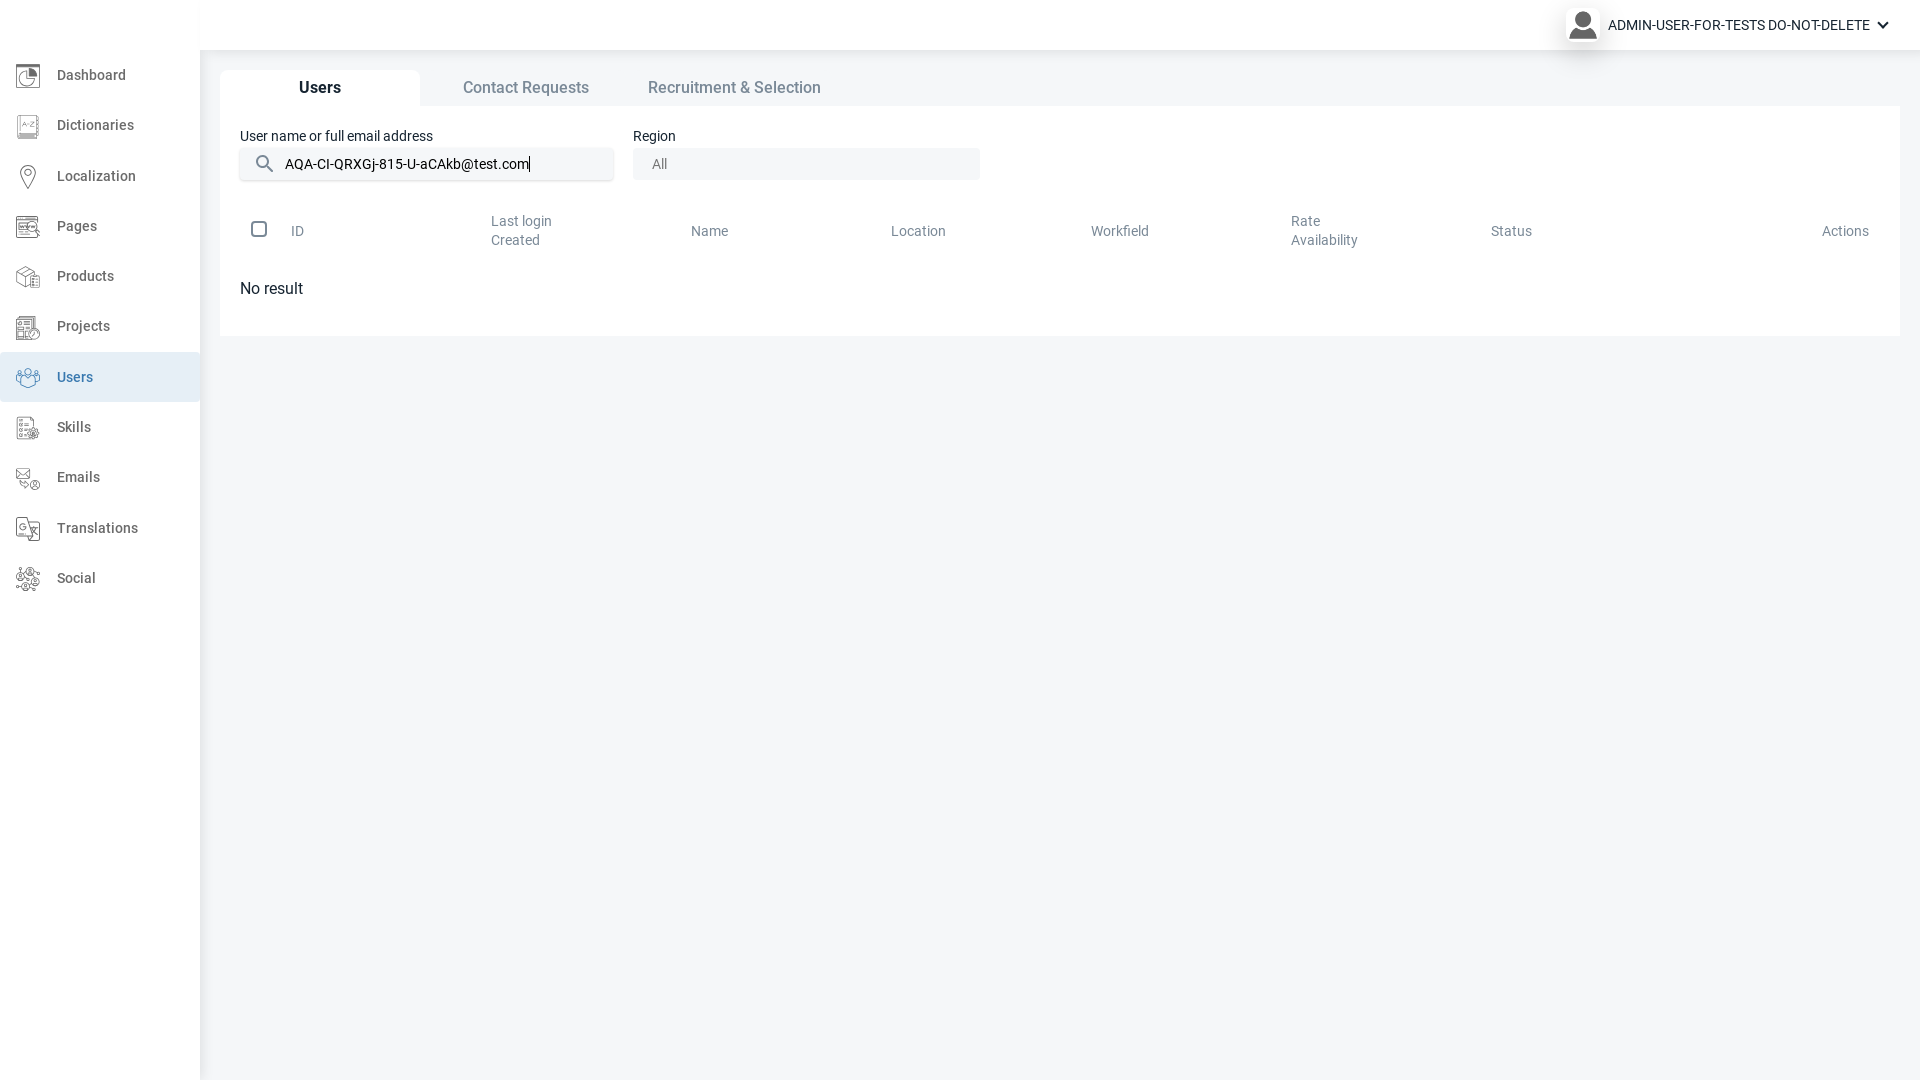 ADMIN-USER-FOR-TESTS DO-NOT-DELETE
Dashboard
Dictionaries
Localization
Pages
Products
Projects
Users
Skills
Emails
Translations
Social
Users
Contact Requests
Recruitment & Selection
User name or full email address
Region
AQA-CI-QRXGj-815-U-aCAkb@test.com
All
ID
Last login
Created
Name
Location
Workfield
Rate
Availability
Status
Actions
No result